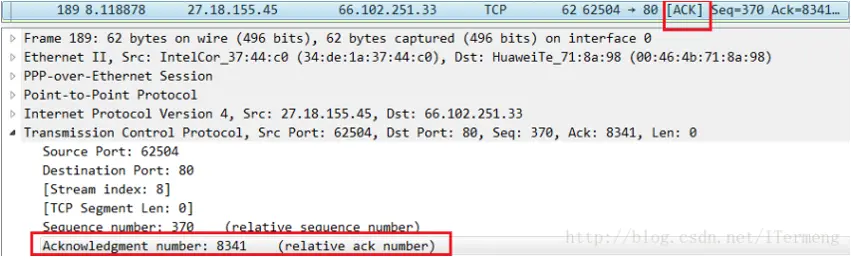 189 8.118878 27.18.155.45 66.102.251.33 TCP 62 62504 → 80 [ACK] Seq=370 Ack=8341…
Frame 189: 62 bytes on wire (496 bits), 62 bytes captured (496 bits) on interface 0
Ethernet II, Src: IntelCor_37:44:c0 (34:de:1a:37:44:c0), Dst: HuaweiTe_71:8a:98 (00:46:4b:71:8a:98)
PPP-over-Ethernet Session
Point-to-Point Protocol
Internet Protocol Version 4, Src: 27.18.155.45, Dst: 66.102.251.33
Transmission Control Protocol, Src Port: 62504, Dst Port: 80, Seq: 370, Ack: 8341, Len: 0
Source Port: 62504
Destination Port: 80
[Stream index: 8]
[TCP Segment Len: 0]
Sequence number: 370 (relative sequence number)
Acknowledgment number: 8341 (relative ack number)
http://blog.csdn.net/ITermeng